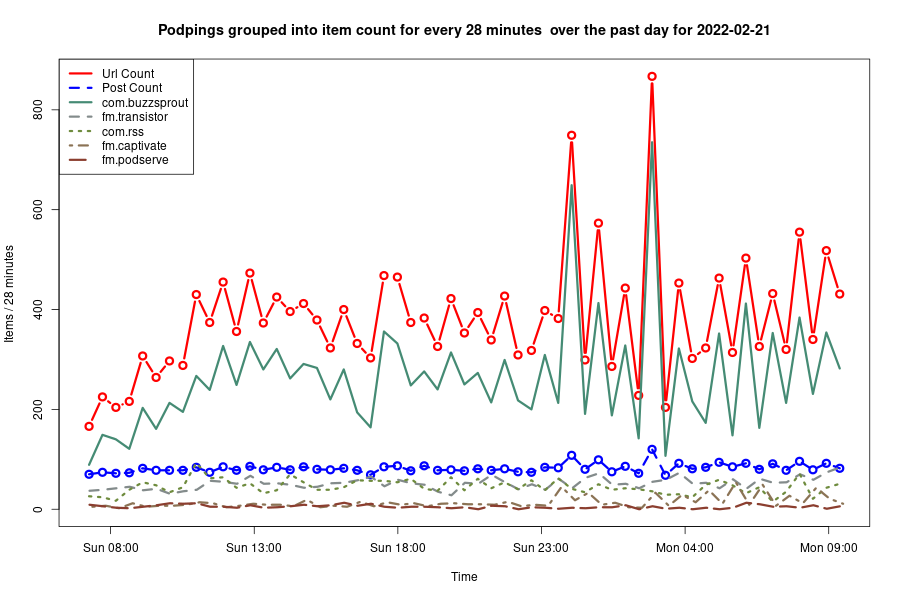 Podpings grouped into item count for every 28 minutes  over the past day for 2022-02-21
Url Count
Post Count
com.buzzsprout
fm.transistor
com.rss
fm.captivate
fm.podserve
Items / 28 minutes
800
600
400
200
0
Sun 08:00 Sun 13:00 Sun 18:00 Sun 23:00 Mon 04:00 Mon 09:00
Time